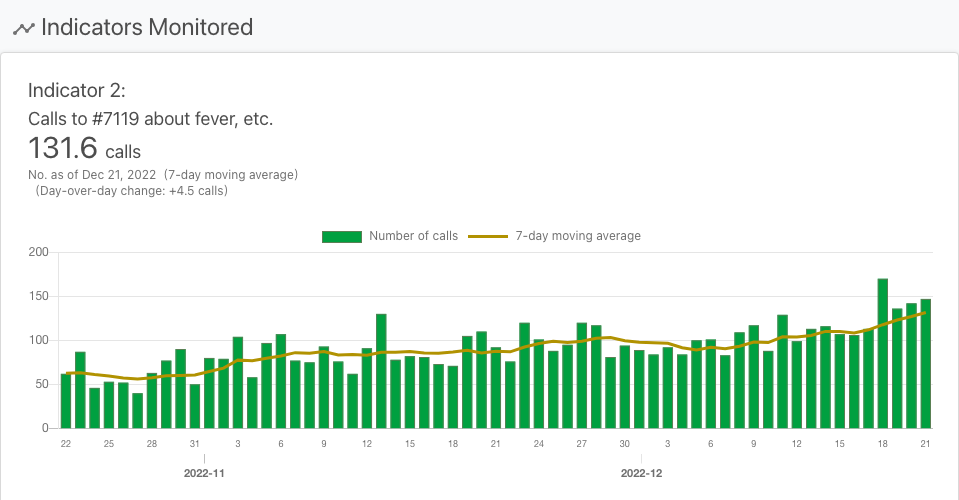 Indicators Monitored
Indicator 2:
Calls to #7119 about fever, etc.
131.6 calls
No. as of Dec 21, 2022 (7-day moving average)
(Day-over-day change: +4.5 calls)
Number of calls 7-day moving average
200
150
100
50
0
22 25 28 31 3 6 9 12 15 18 21 24 27 30 3 6 9 12 15 18 21
2022-11 2022-12